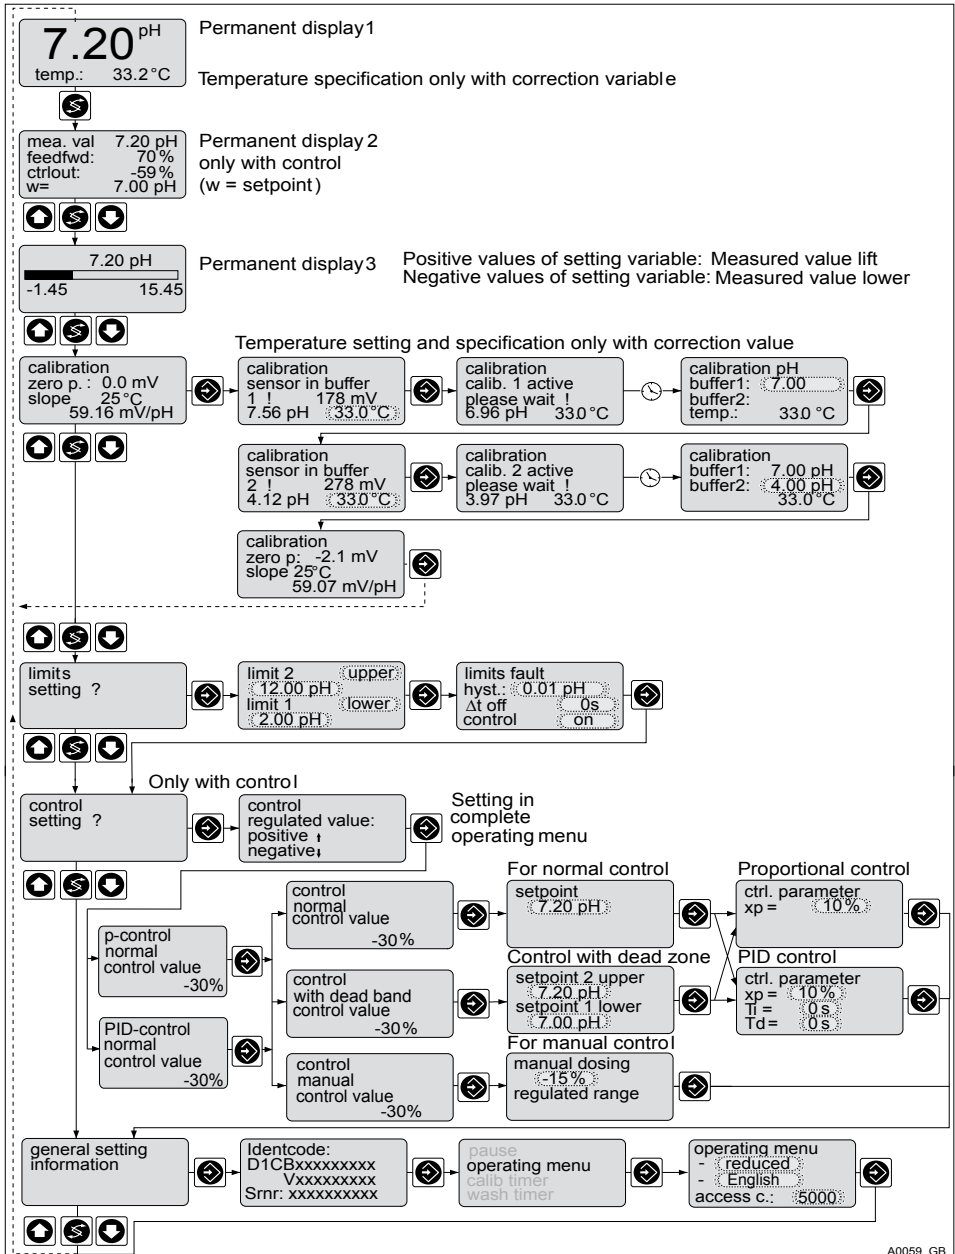 7.20 pH
temp.: 33.2°C
Permanent display1
Temperature specification only with correction variable
mea. val 7.20 pH
feedfwd: 70%
ctrlout: -59%
w= 7.00 pH
Permanent display 2
only with control
(w = setpoint)
7.20 pH
-1.45 15.45
Permanent display3
Positive values of setting variable: Measured value lift
Negative values of setting variable: Measured value lower
Temperature setting and specification only with correction value
calibration
zero p. : 0.0 mV
slope 25°C
59.16 mV/pH
calibration
sensor in buffer
1 ! 178 mV
7.56 pH 33.0°C
calibration
calib. 1 active
please wait !
6.96 pH 33.0°C
calibration pH
buffer1: 7.00
buffer2:
temp.: 33.0 °C
calibration
sensor in buffer
2 ! 278 mV
4.12 pH 33.0°C
calibration
calib. 2 active
please wait !
3.97 pH 33.0°C
calibration
buffer1: 7.00 pH
buffer2: 4.00 pH
33.0°C
calibration
zero p: -2.1 mV
slope 25°C
59.07 mV/pH
limits
setting ?
limit 2 upper
12.00 pH
limit 1 lower
2.00 pH
limits fault
hyst.: 0.01 pH
Δt off 0s
control on
Only with control
control
setting ?
control
regulated value:
positive ↑
negative↓
Setting in
complete
operating menu
p-control
normal
control value
-30%
PID-control
normal
control value
-30%
control
normal
control value
-30%
control
with dead band
control value
-30%
control
manual
control value
-30%
For normal control
setpoint
7.20 pH
Control with dead zone
setpoint 2 upper
7.20 pH
setpoint 1 lower
7.00 pH
For manual control
manual dosing
-15%
regulated range
Proportional control
ctrl. parameter
xp = 10%
PID control
ctrl. parameter
xp = 10%
Ti = 0s
Td= 0s
general setting
information
Identcode:
D1CBxxxxxxxxx
Vxxxxxxxxx
Srnr: xxxxxxxxxx
pause
operating menu
calib timer
wash timer
operating menu
- reduced
- English
access c.: 5000
A0059_GB